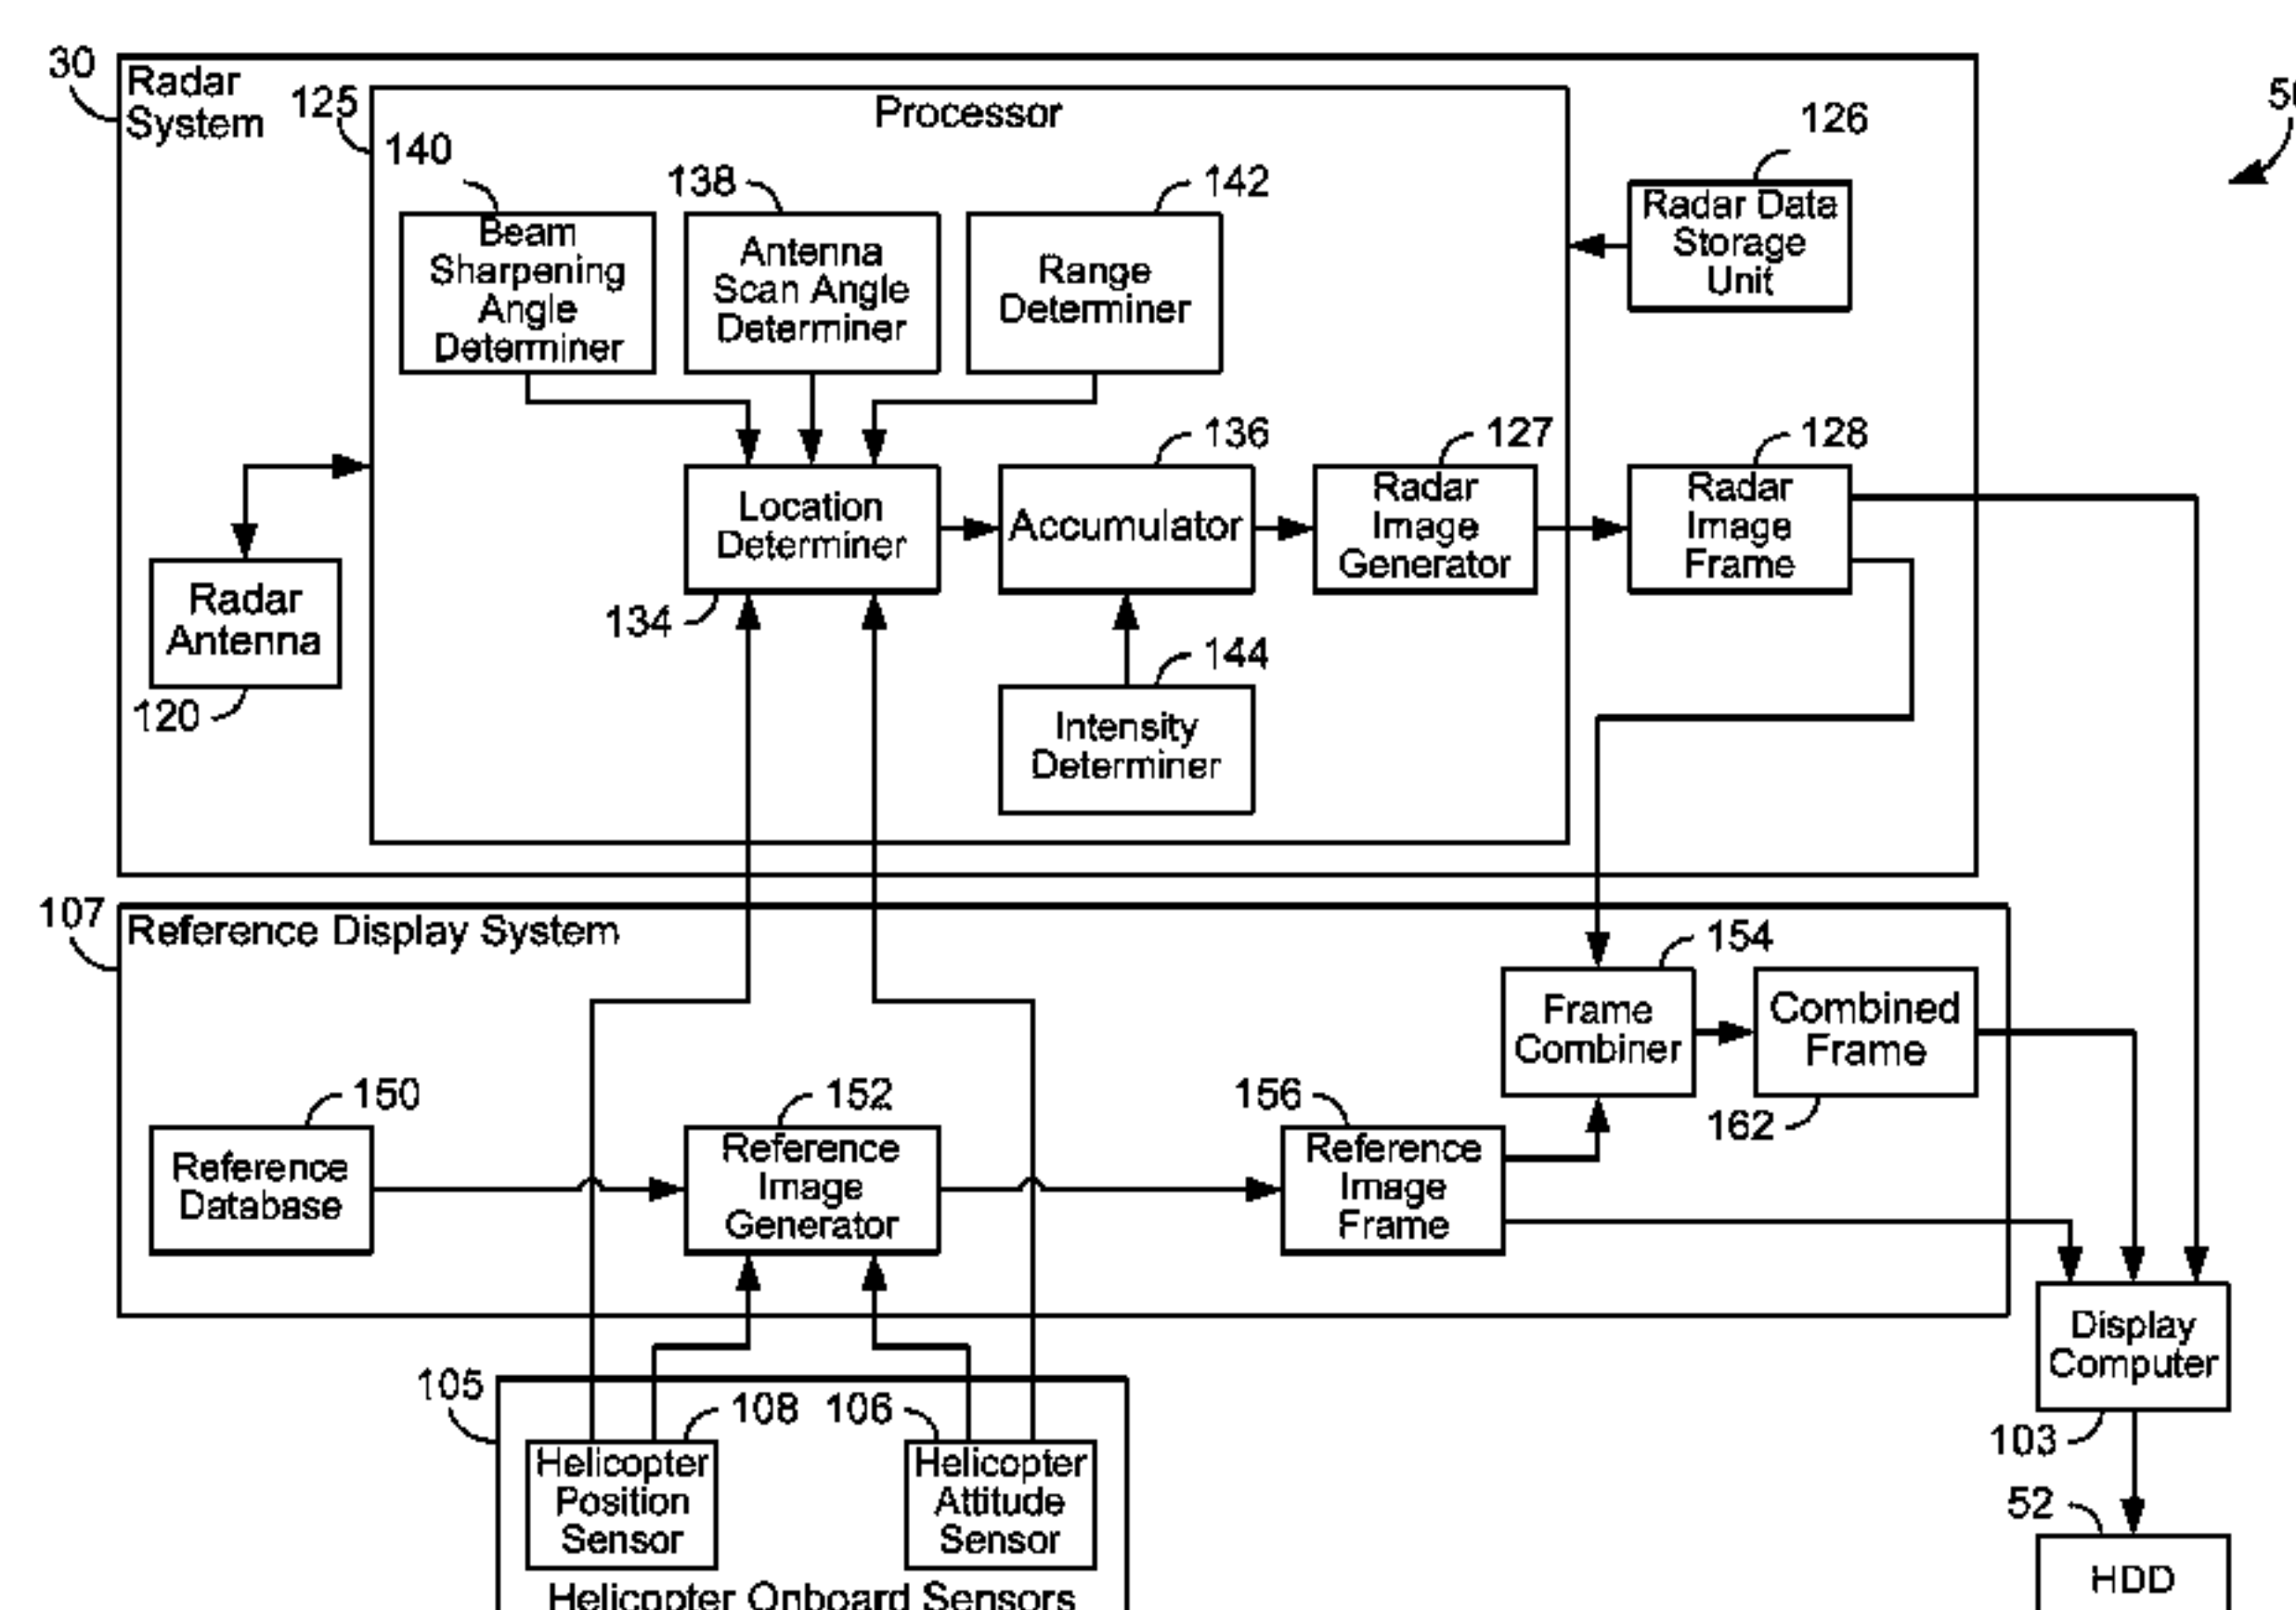 30
Radar
System
125
Processor
126
50
140
138
142
Beam
Sharpening
Angle
Determiner
Antenna
Scan Angle
Determiner
Range
Determiner
Radar Data
Storage
Unit
136
127
128
Location
Determiner
Accumulator
Radar
Image
Generator
Radar
Image
Frame
134
Radar
Antenna
120
144
Intensity
Determiner
107
Reference Display System
154
Frame
Combiner
Combined
Frame
162
150
152
156
Reference
Database
Reference
Image
Generator
Reference
Image
Frame
Display
Computer
103
105
108
106
Helicopter
Position
Sensor
Helicopter
Attitude
Sensor
Helicopter Onboard Sensors
52
HDD